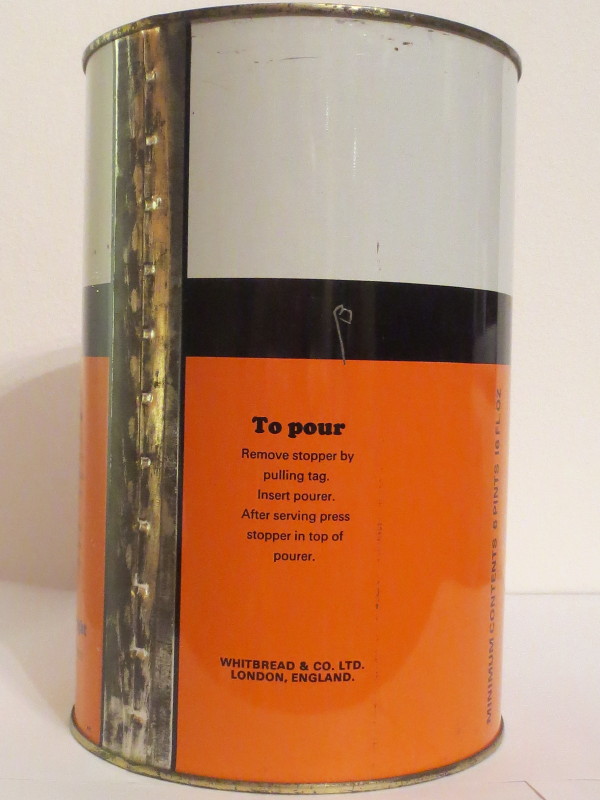 To pour
Remove stopper by
pulling tag.
Insert pourer.
After serving press
stopper in top of
pourer.
WHITBREAD & CO. LTD.
LONDON, ENGLAND.
MINIMUM CONTENTS 6 PINTS 16 FL OZ